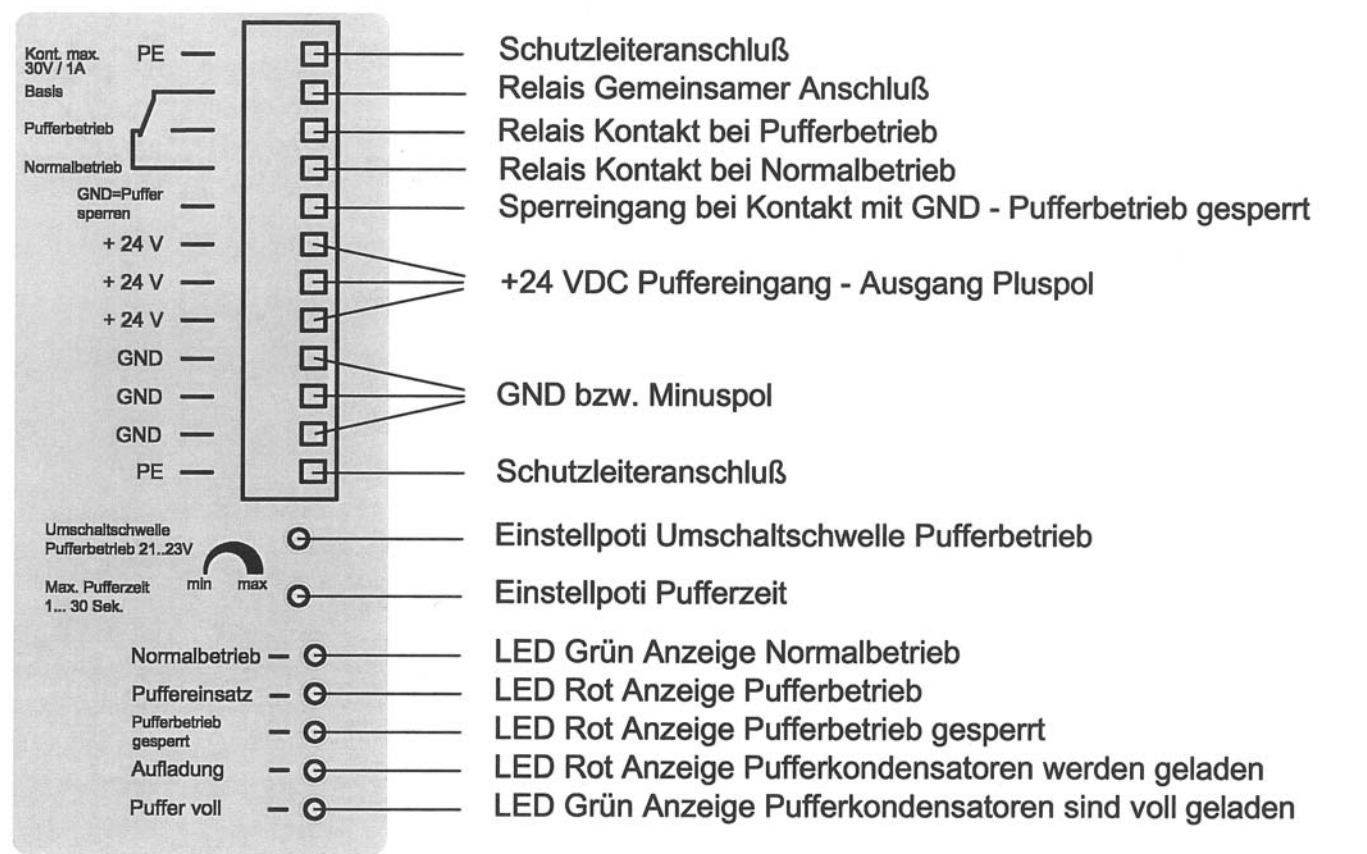 Kont. max.
30V / 1A
PE
Schutzleiteranschluß
Basis
Relais Gemeinsamer Anschluß
Pufferbetrieb
Relais Kontakt bei Pufferbetrieb
Normalbetrieb
Relais Kontakt bei Normalbetrieb
GND=Puffer
sperren
Sperreingang bei Kontakt mit GND - Pufferbetrieb gesperrt
+ 24 V
+ 24 V
+24 VDC Puffereingang - Ausgang Pluspol
+ 24 V
GND
GND
GND bzw. Minuspol
GND
PE
Schutzleiteranschluß
Umschaltschwelle
Pufferbetrieb 21..23V
Einstellpoti Umschaltschwelle Pufferbetrieb
min max
Max. Pufferzeit
1... 30 Sek.
Einstellpoti Pufferzeit
Normalbetrieb
LED Grün Anzeige Normalbetrieb
Puffereinsatz
LED Rot Anzeige Pufferbetrieb
Pufferbetrieb
gesperrt
LED Rot Anzeige Pufferbetrieb gesperrt
Aufladung
LED Rot Anzeige Pufferkondensatoren werden geladen
Puffer voll
LED Grün Anzeige Pufferkondensatoren sind voll geladen